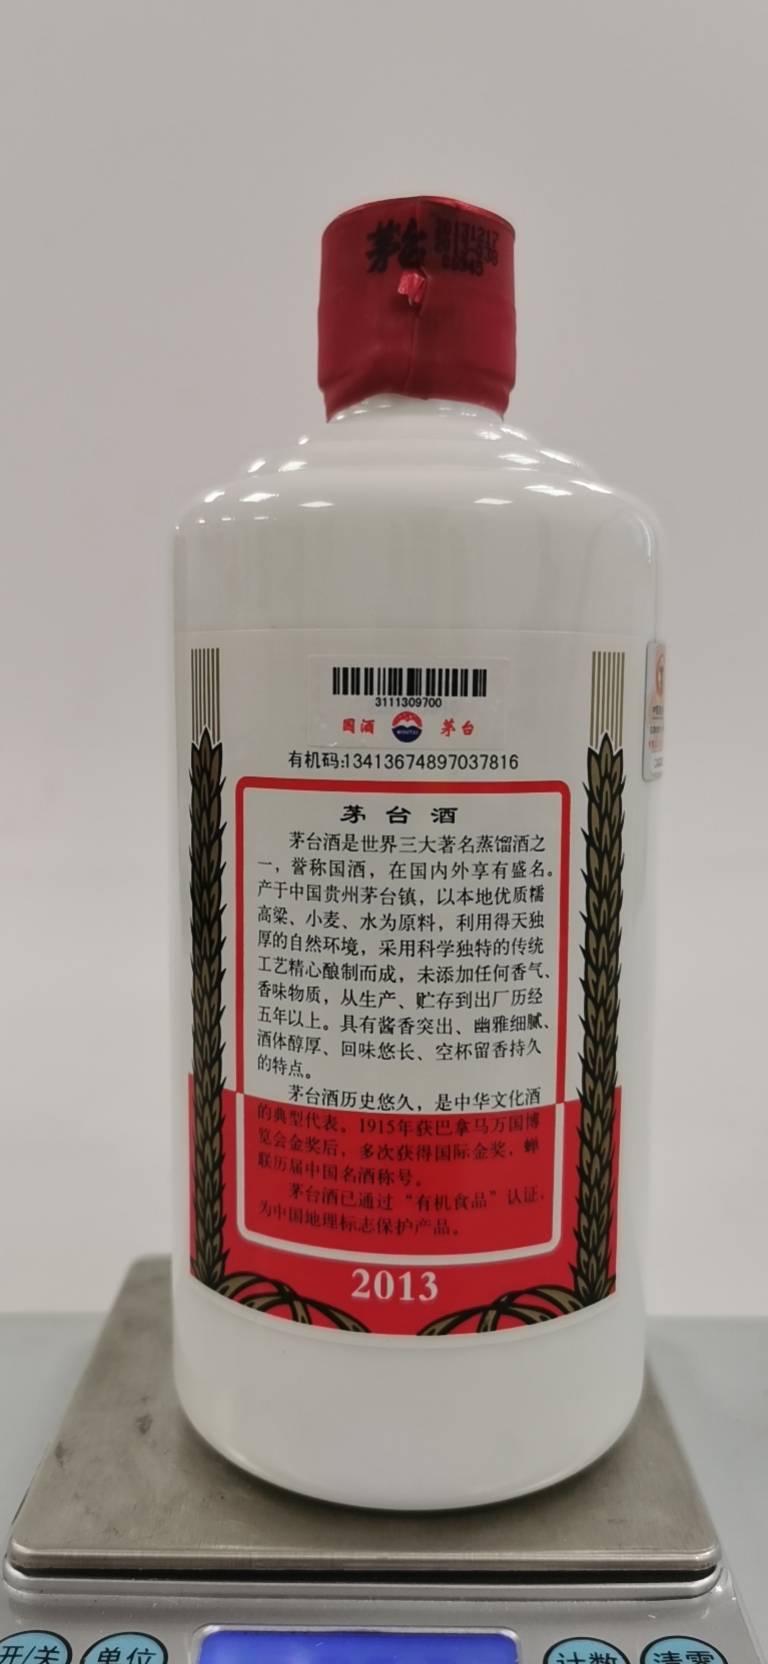 茅台
20131217
3111309700
国酒
MOUTAI
茅台
有机码:13413674897037816
茅台酒
茅台酒是世界三大著名蒸馏酒之
一，誉称国酒，在国内外享有盛名。
产于中国贵州茅台镇，以本地优质糯
高粱、小麦、水为原料，利用得天独
厚的自然环境，采用科学独特的传统
工艺精心酿制而成，未添加任何香气、
香味物质，从生产、贮存到出厂历经
五年以上。具有酱香突出、幽雅细腻、
酒体醇厚、回味悠长、空杯留香持久
的特点。
茅台酒历史悠久，是中华文化酒
的典型代表。1915年获巴拿马万国博
览会金奖后，多次获得国际金奖，蝉
联历届中国名酒称号。
茅台酒已通过“有机食品”认证，
为中国地理标志保护产品。
2013
开/关
单位
计数
清零